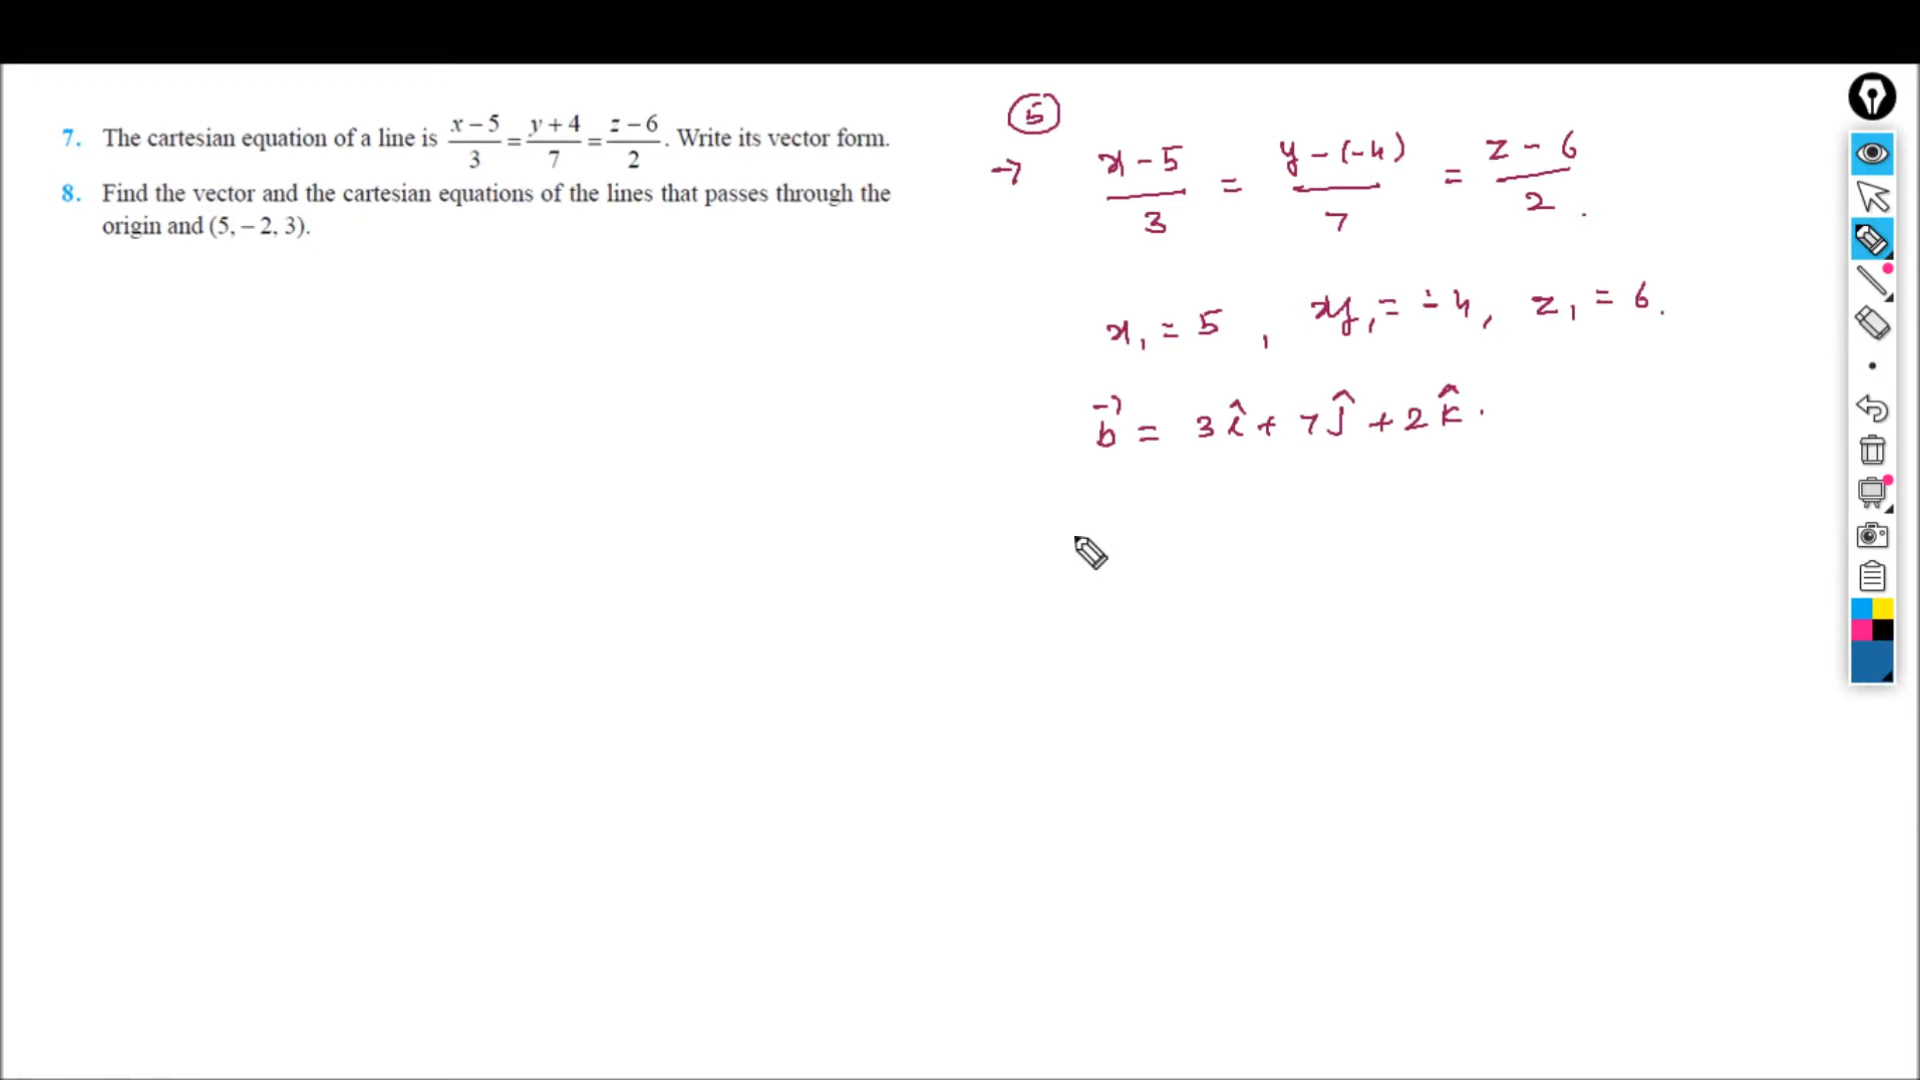 7. The cartesian equation of a line is x − 5 / 3 = y + 4 / 7 = z − 6 / 2 . Write its vector form.
8. Find the vector and the cartesian equations of the lines that passes through the
origin and (5, – 2, 3).
5
→ x - 5 / 3 = y - (-4) / 7 = z - 6 / 2 .
x₁ = 5 , xy₁ = -4, z₁ = 6.
b⃗ = 3î + 7ĵ + 2k̂ .